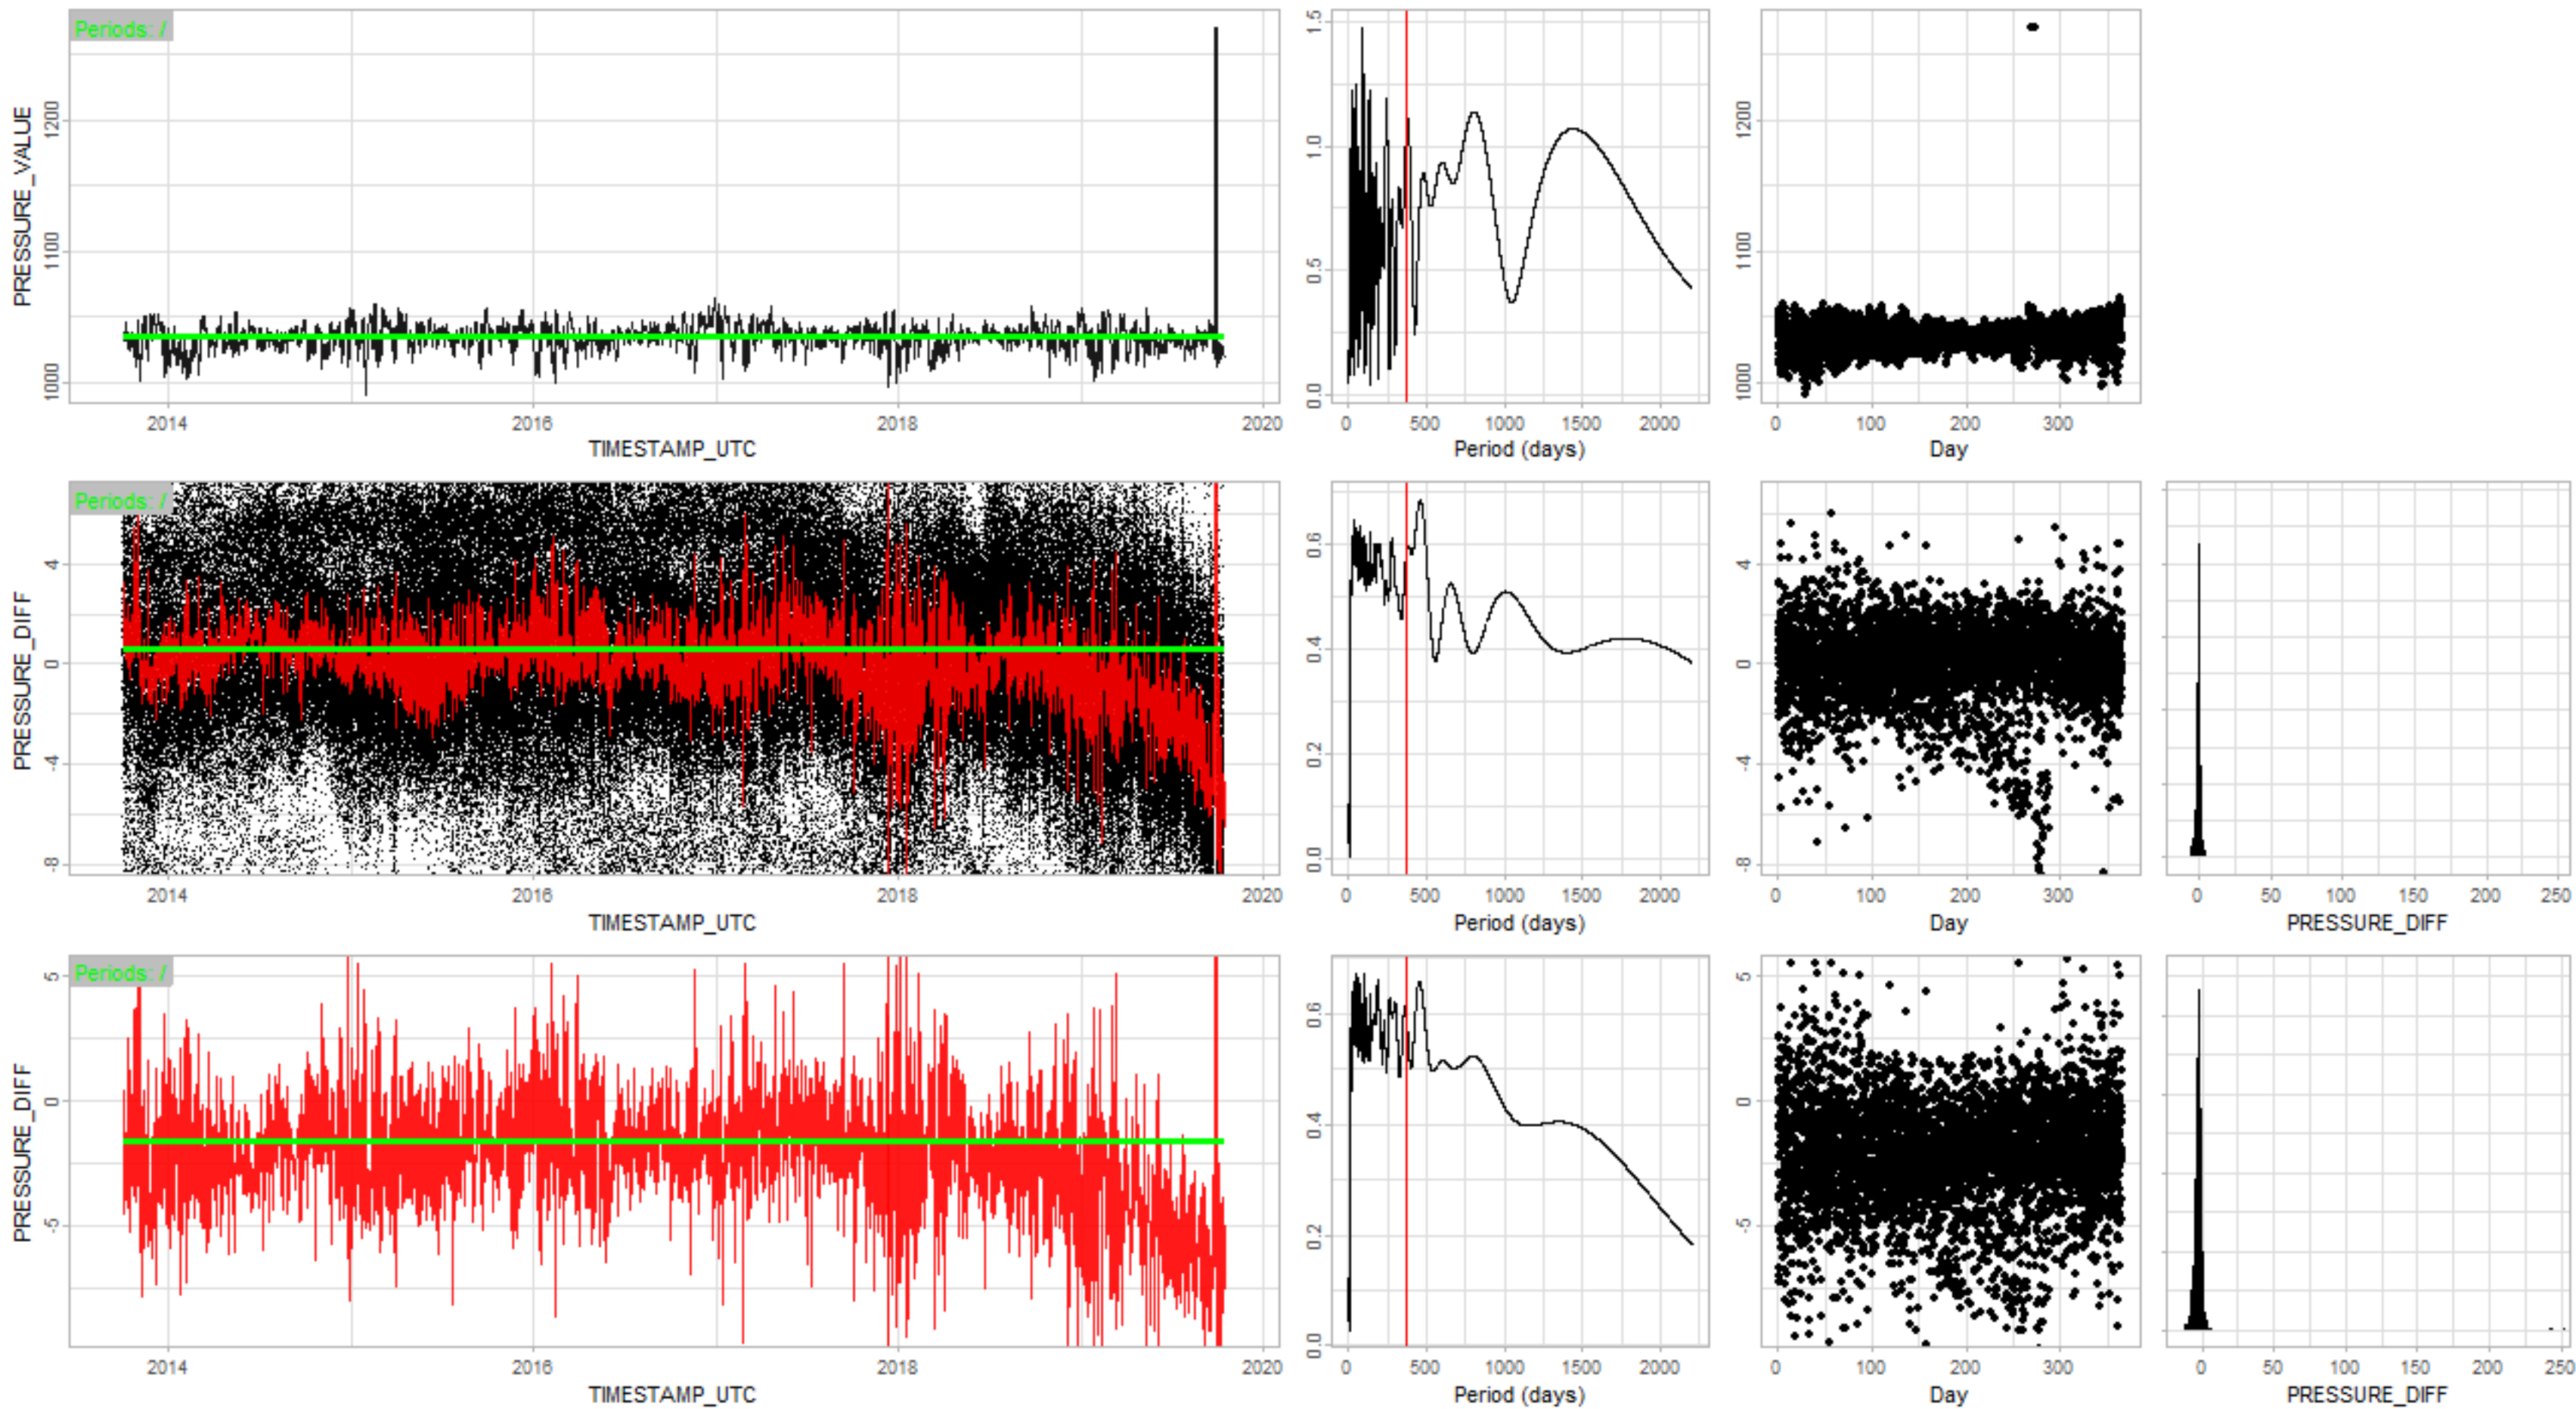 Periods: /
PRESSURE_VALUE
1000 1100 1200
2014 2016 2018 2020
TIMESTAMP_UTC
0.0 0.5 1.0 1.5
0 500 1000 1500 2000
Period (days)
1000 1100 1200
0 100 200 300
Day
Periods: /
PRESSURE_DIFF
-8 -4 0 4
2014 2016 2018 2020
TIMESTAMP_UTC
0.0 0.2 0.4 0.6
0 500 1000 1500 2000
Period (days)
-8 -4 0 4
0 100 200 300
Day
0 50 100 150 200 250
PRESSURE_DIFF
Periods: /
PRESSURE_DIFF
-5 0 5
2014 2016 2018 2020
TIMESTAMP_UTC
0.0 0.2 0.4 0.6
0 500 1000 1500 2000
Period (days)
-5 0 5
0 100 200 300
Day
0 50 100 150 200 250
PRESSURE_DIFF